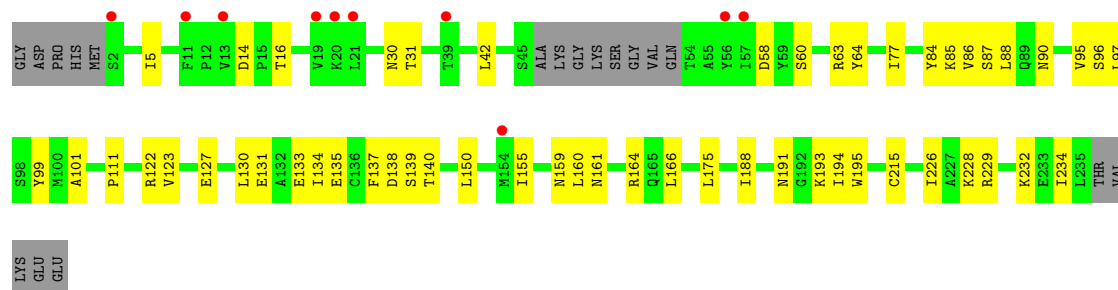 GLY ASP PRO HIS MET S2 I5 F11 P12 V13 D14 P15 T16 V19 K20 L21 N30 T31 T39 L42 S45 ALA LYS GLY LYS SER GLY VAL GLN T54 A55 Y56 I57 D58 Y59 S60 R63 Y64 I77 Y84 K85 V86 S87 L88 Q89 N90 V95 S96 L97
S98 Y99 M100 A101 P111 R122 V123 E127 L130 E131 A132 E133 I134 E135 C136 F137 D138 S139 T140 L150 M154 I155 N159 L160 N161 R164 Q165 L166 L175 I188 N191 G192 K193 I194 W195 C215 I226 A227 K228 R229 K232 E233 I234 L235 THR VAL
LYS GLU GLU